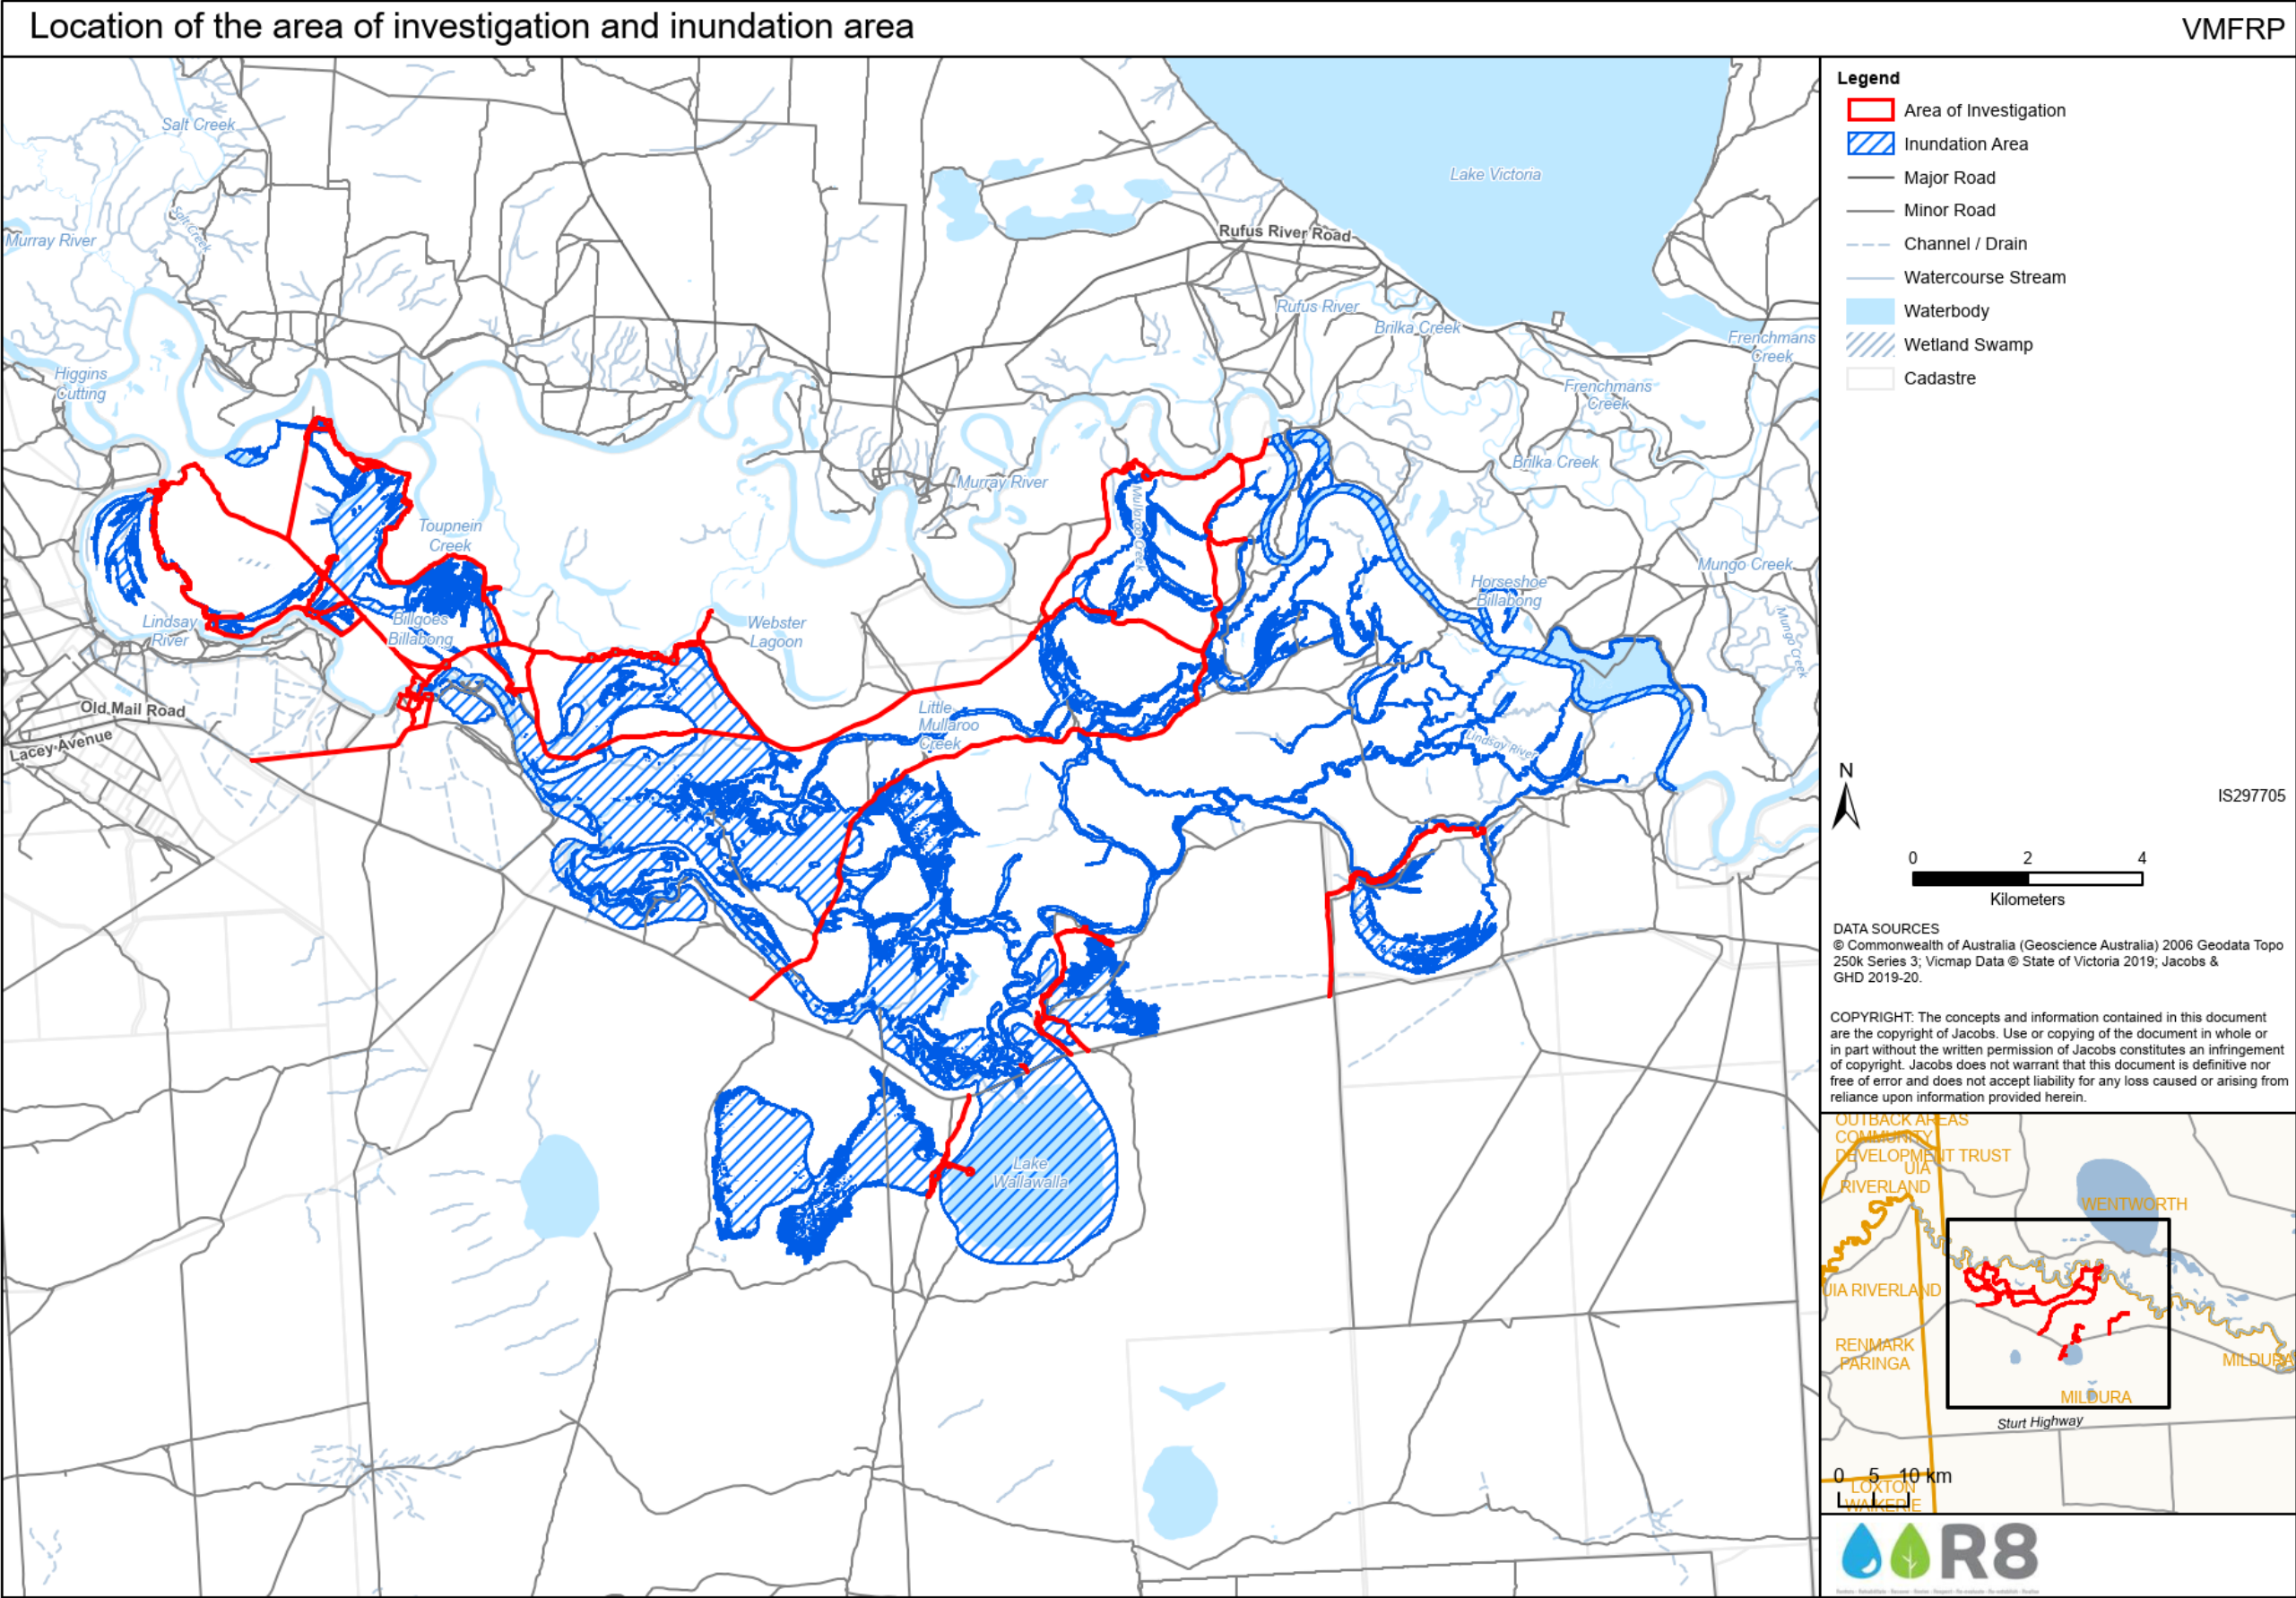 Location of the area of investigation and inundation area
VMFRP
Salt Creek
Salt Creek
Murray River
Higgins
Cutting
Lake Victoria
Rufus River Road
Rufus River
Brilka Creek
Frenchmans
Creek
Frenchmans
Creek
Brilka Creek
Murray River
Mullaroo Creek
Toupnein
Creek
Mungo Creek
Mungo Creek
Horseshoe
Billabong
Lindsay
River
Billgoes
Billabong
Webster
Lagoon
Old Mail Road
Lacey Avenue
Little
Mullaroo
Creek
Lindsay River
Lake
Wallawalla
Legend
Area of Investigation
Inundation Area
Major Road
Minor Road
Channel / Drain
Watercourse Stream
Waterbody
Wetland Swamp
Cadastre
N
IS297705
0 2 4
Kilometers
DATA SOURCES
© Commonwealth of Australia (Geoscience Australia) 2006 Geodata Topo
250k Series 3; Vicmap Data © State of Victoria 2019; Jacobs &
GHD 2019-20.
COPYRIGHT: The concepts and information contained in this document
are the copyright of Jacobs. Use or copying of the document in whole or
in part without the written permission of Jacobs constitutes an infringement
of copyright. Jacobs does not warrant that this document is definitive nor
free of error and does not accept liability for any loss caused or arising from
reliance upon information provided herein.
OUTBACK AREAS
COMMUNITY
DEVELOPMENT TRUST
UIA
RIVERLAND
WENTWORTH
UIA RIVERLAND
RENMARK
PARINGA
MILDURA
MILDURA
Sturt Highway
0 5 10 km
LOXTON
WAIKERIE
R8